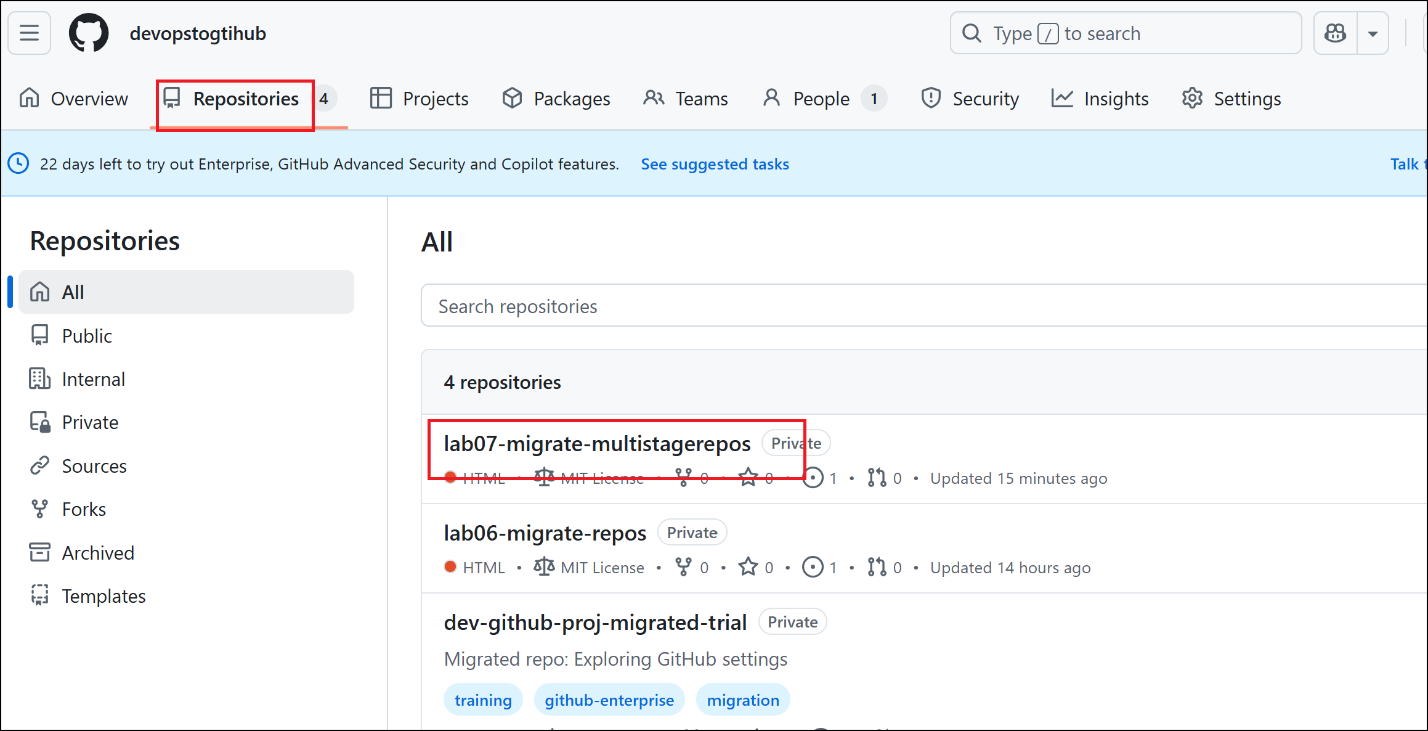 devopstogtihub
Type / to search
Overview Repositories 4 Projects Packages Teams People 1 Security Insights Settings
22 days left to try out Enterprise, GitHub Advanced Security and Copilot features. See suggested tasks Talk
Repositories
All
Public
Internal
Private
Sources
Forks
Archived
Templates
All
Search repositories
4 repositories
lab07-migrate-multistagerepos Private
HTML • MIT License • 0 • 0 • 1 • 0 • Updated 15 minutes ago
lab06-migrate-repos Private
HTML • MIT License • 0 • 0 • 1 • 0 • Updated 14 hours ago
dev-github-proj-migrated-trial Private
Migrated repo: Exploring GitHub settings
training github-enterprise migration